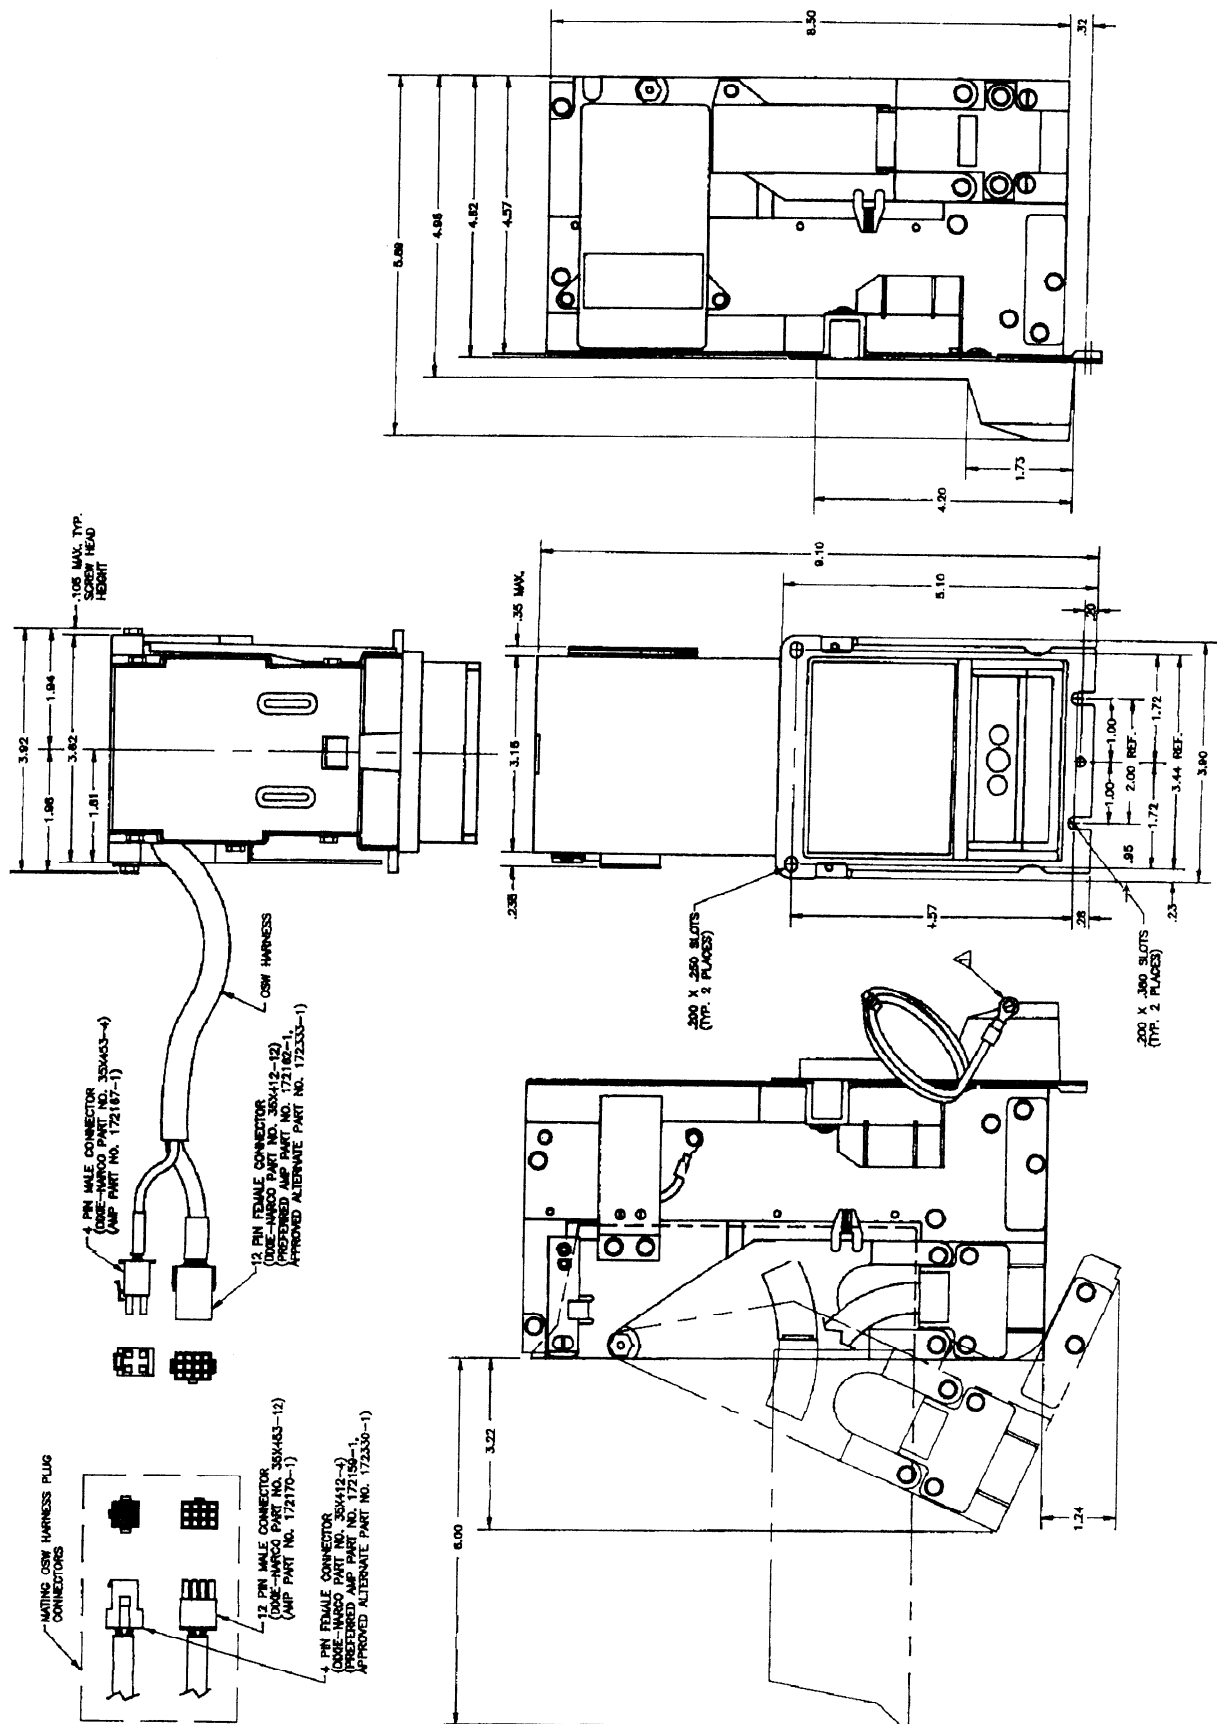 8.50
.32
5.89
4.98
4.82
4.57
1.73
4.20
.105 MAX. TYP.
SCREW HEAD
HEIGHT
3.92
1.94
1.98
3.62
1.81
OSW HARNESS
4 PIN MALE CONNECTOR
(DIXIE-NARCO PART NO. 35X453-4)
(AMP PART NO. 172167-1)
12 PIN FEMALE CONNECTOR
(DIXIE-NARCO PART NO. 35X412-12)
(PREFERRED AMP PART NO. 172162-1,
APPROVED ALTERNATE PART NO. 172333-1)
MATING OSW HARNESS PLUG
CONNECTORS
12 PIN MALE CONNECTOR
(DIXIE-NARCO PART NO. 35X453-12)
(AMP PART NO. 172170-1)
4 PIN FEMALE CONNECTOR
(DIXIE-NARCO PART NO. 35X412-4)
(PREFERRED AMP PART NO. 172159-1,
APPROVED ALTERNATE PART NO. 172330-1)
9.10
5.10
.35 MAX.
3.15
.238
.20
1.72
1.00
2.00 REF.
3.44 REF.
3.90
1.00
1.72
.95
.23
.28
4.57
.200 X .250 SLOTS
(TYP. 2 PLACES)
.200 X .380 SLOTS
(TYP. 2 PLACES)
3.22
6.00
1.24